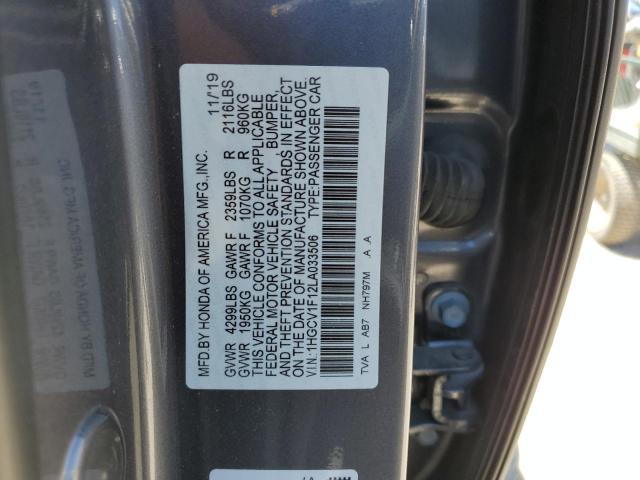 MFD BY HONDA OF AMERICA MFG.,INC. 11/19
GVWR 4299LBS GAWR F 2359LBS R 2116LBS
GVWR 1950KG GAWR F 1070KG R 960KG
THIS VEHICLE CONFORMS TO ALL APPLICABLE
FEDERAL MOTOR VEHICLE SAFETY , BUMPER,
AND THEFT PREVENTION STANDARDS IN EFFECT
ON THE DATE OF MANUFACTURE SHOWN ABOVE.
V.I.N.:1HGCV1F12LA033506 TYPE:PASSENGER CAR
TVA L AB7 NH797M A A